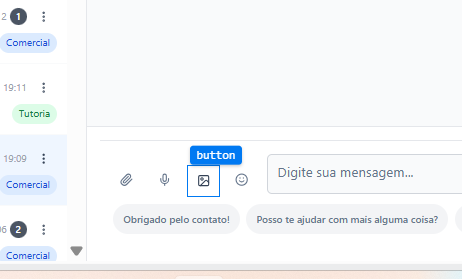 2 1
Comercial
19:11
Tutoria
19:09
Comercial
06 2
Comercial
button
Digite sua mensagem...
Obrigado pelo contato!
Posso te ajudar com mais alguma coisa?